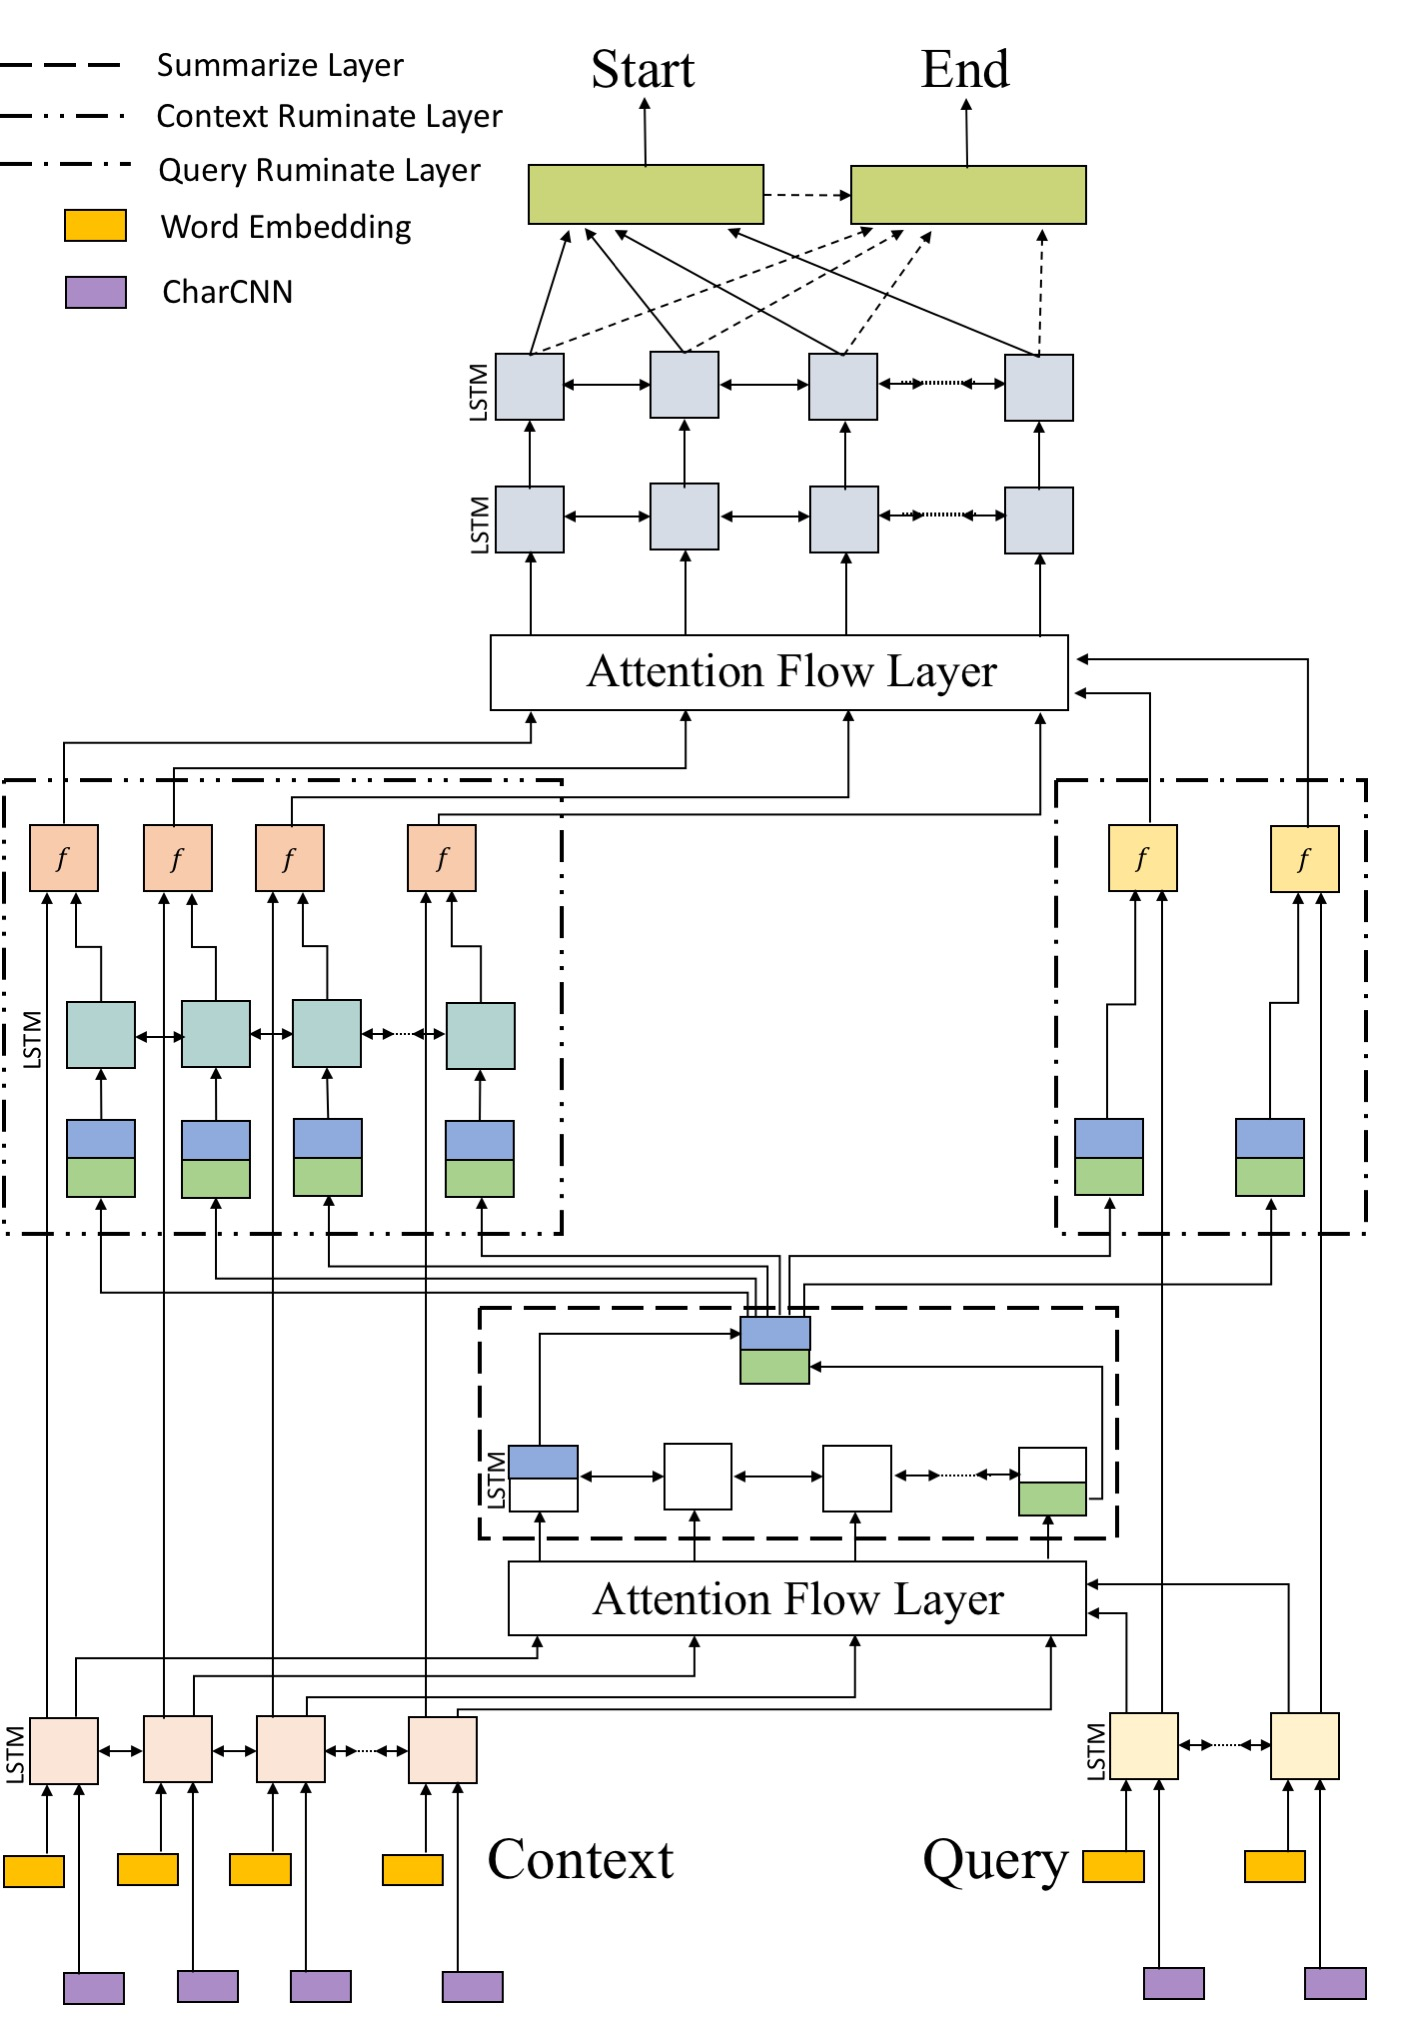 Summarize Layer
Context Ruminate Layer
Query Ruminate Layer
Word Embedding
CharCNN
Start
End
LSTM
LSTM
Attention Flow Layer
f
f
f
f
f
f
LSTM
LSTM
Attention Flow Layer
LSTM
LSTM
Context
Query